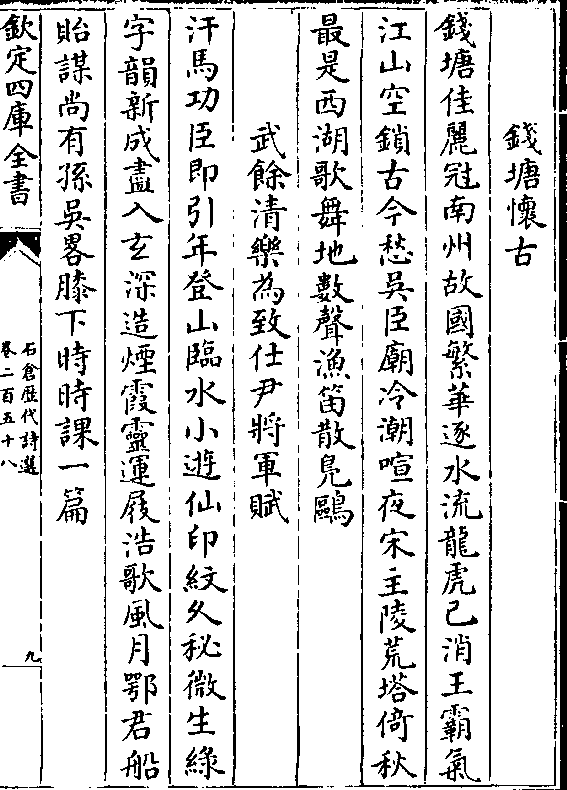 錢塘懷古
錢塘佳麗冠南州故國繁華逐水流龍虎已消王霸氣
江山空鎖古今愁吳臣廟冷潮喧夜宋主陵荒塔倚秋
最是西湖歌舞地數聲漁笛散鳧鷗
武餘清樂為致仕尹將軍賦
汗馬功臣即引年登山臨水小遊仙印紋久秘微生綠
字韻新成盡入玄深造煙霞靈運屐浩歌風月鄂君船
貽謀尚有孫吳畧膝下時時課一篇
欽定四庫全書
石倉歷代詩選
卷二百五十八
九